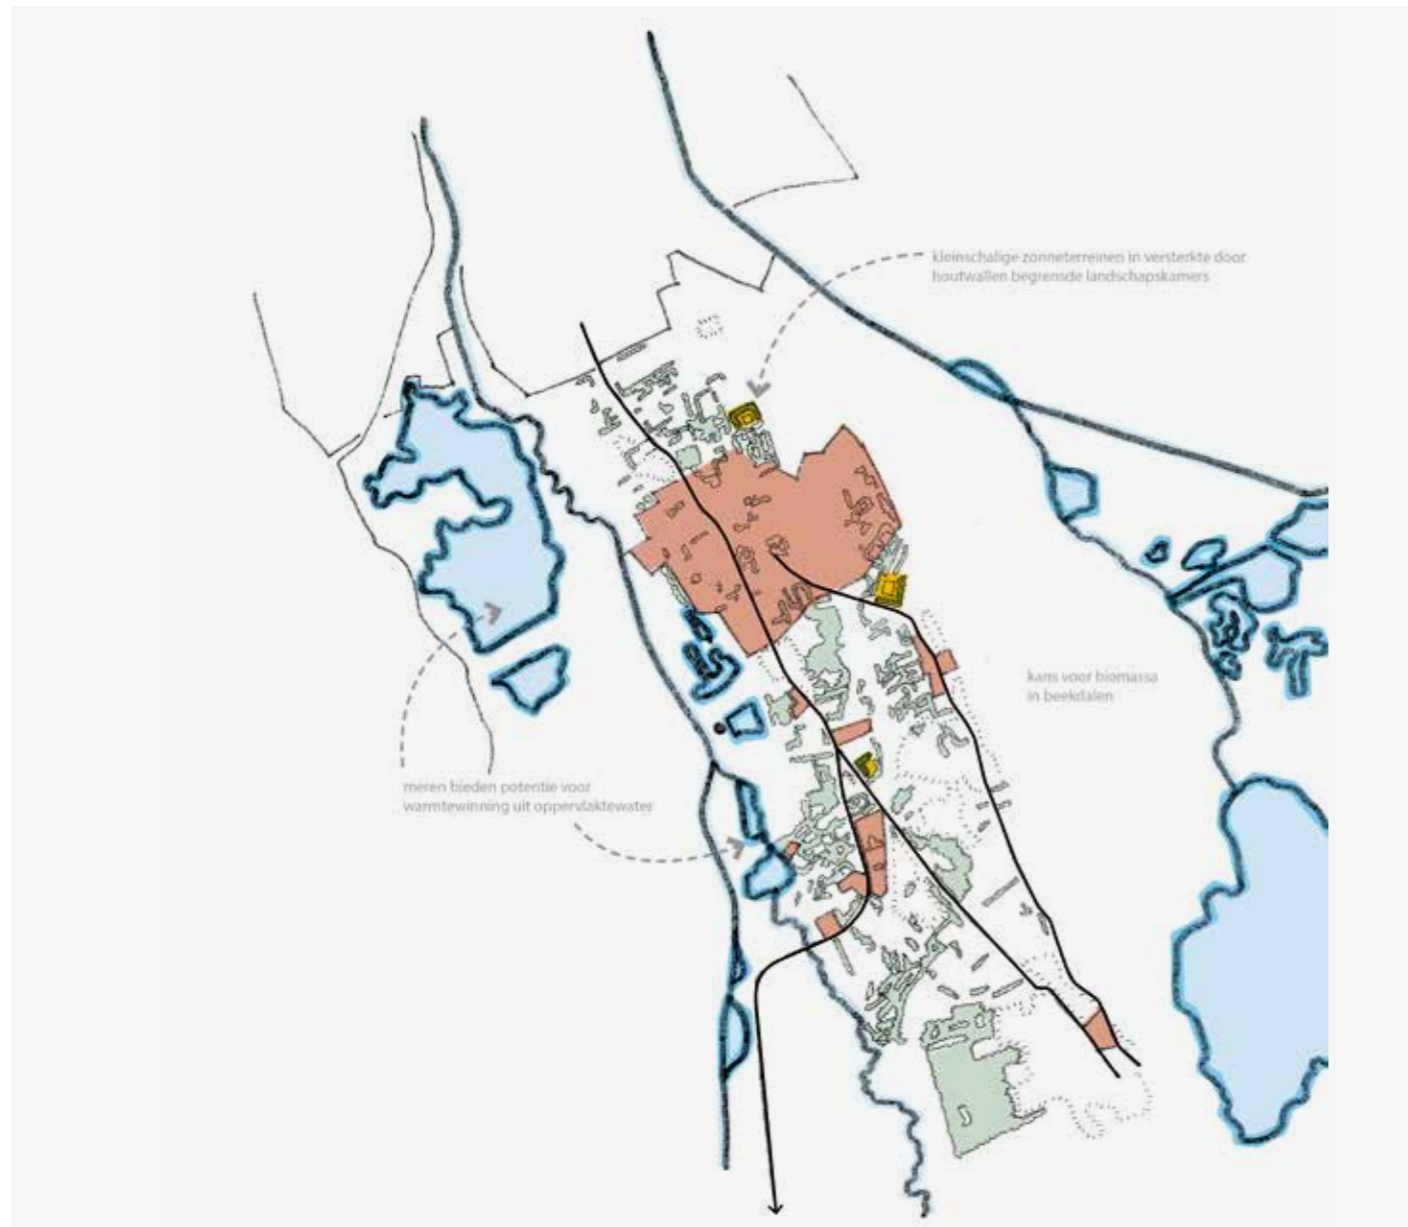 kleinschalige zonneterreinen in versterkte door
houtwallen begrensde landschapskamers
kans voor biomassa
in beekdalen
meren bieden potentie voor
warmtewinning uit oppervlaktewater